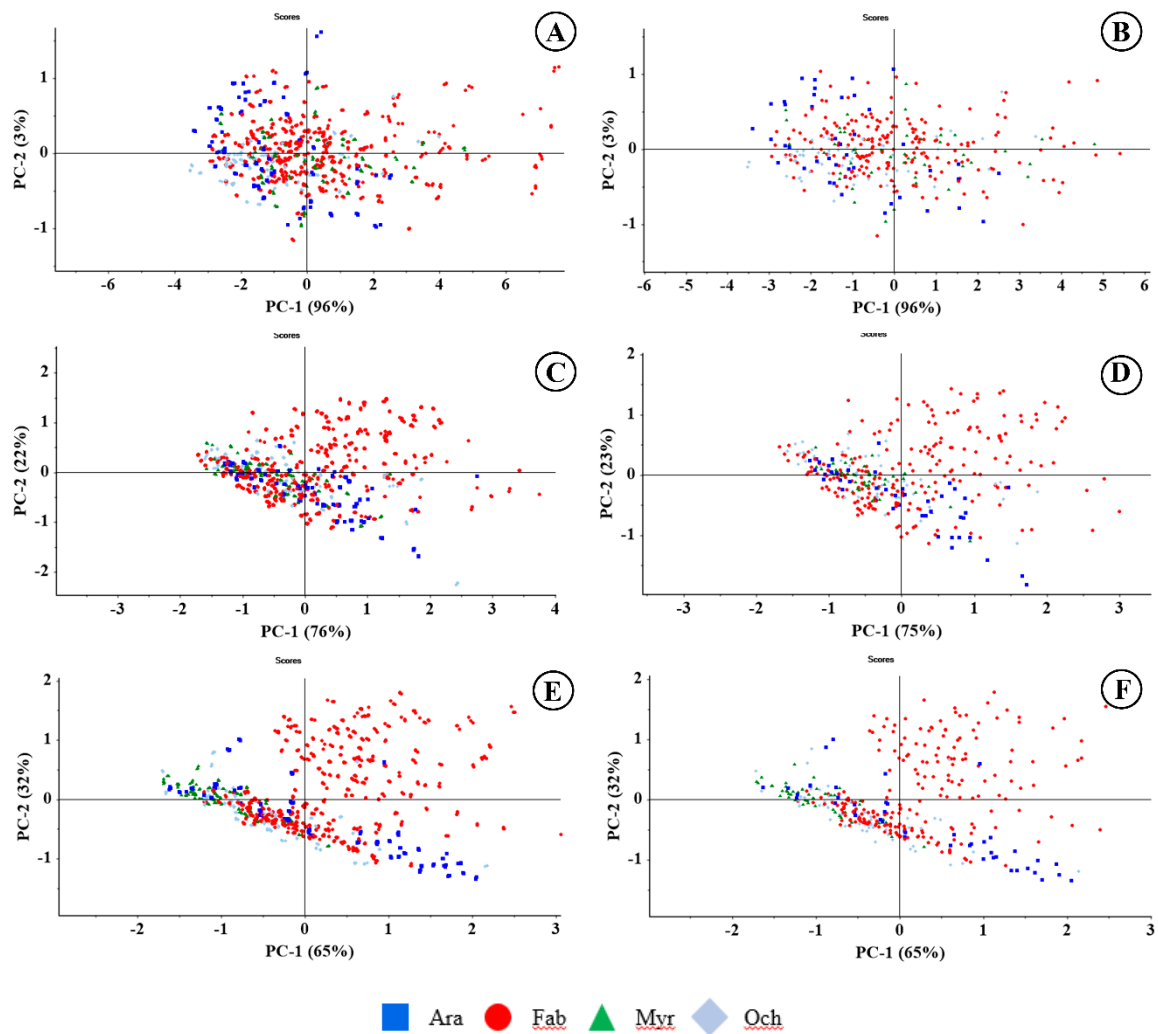 Scores
A
PC-2 (3%)
1
0
-1
-6 -4 -2 0 2 4 6
PC-1 (96%)
Scores
B
PC-2 (3%)
1
0
-1
-6 -5 -4 -3 -2 -1 0 1 2 3 4 5 6
PC-1 (96%)
Scores
C
PC-2 (22%)
2
1
0
-1
-2
-3 -2 -1 0 1 2 3 4
PC-1 (76%)
Scores
D
PC-2 (23%)
2
1
0
-1
-3 -2 -1 0 1 2 3
PC-1 (75%)
Scores
E
PC-2 (32%)
2
1
0
-1
-2 -1 0 1 2 3
PC-1 (65%)
Scores
F
PC-2 (32%)
2
1
0
-1
-3 -2 -1 0 1 2 3
PC-1 (65%)
Ara Fab Myr Och